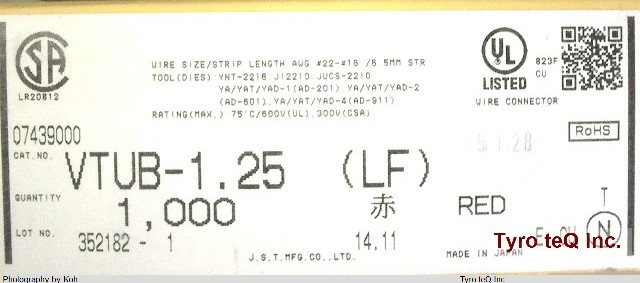 WIRE SIZE/STRIP LENGTH AWG #22-#16 /6.5MM STR
TOOL(DIES) YNT-2216.JI2210.JUCS-2210
YA/YAT/YAD-1(AD-201).YA/YAT/YAD-2
(AD-601).YA/YAT/YAD-4(AD-911)
RATING(MAX.) 75℃/600V(UL).300V(CSA)
SA
LR20812
UL
LISTED
823F
CU
WIRE CONNECTOR
07439000
RoHS
5.1.28
CAT.NO. VTUB-1.25 (LF)
QUANTITY 1,000 赤 RED T
LOT NO. 352182 - 1 14.11 N
J.S.T.MFG.CO.,LTD. MADE IN JAPAN
Tyro teQ Inc.
Photography by Koh Tyro teQ Inc.